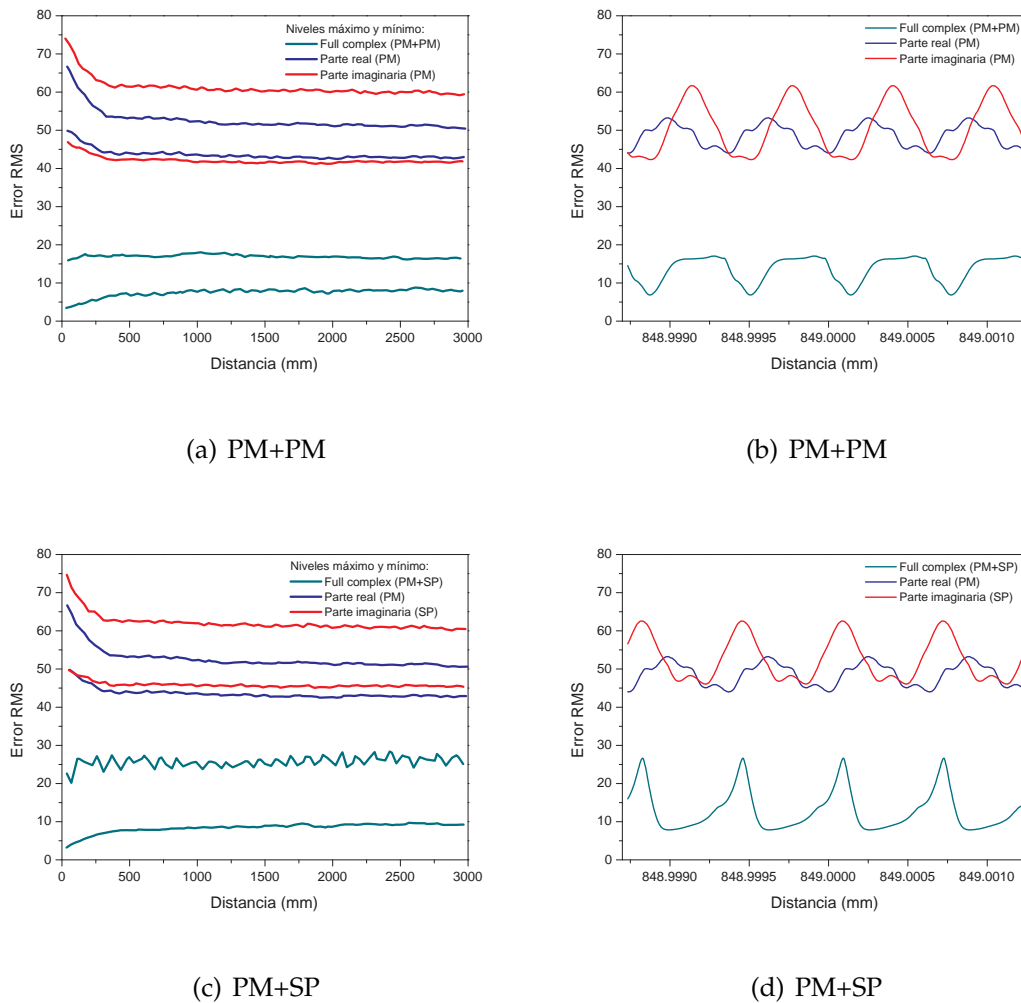 Niveles máximo y mínimo:
Full complex (PM+PM)
Parte real (PM)
Parte imaginaria (PM)
80
70
60
50
40
30
20
10
0
Error RMS
0 500 1000 1500 2000 2500 3000
Distancia (mm)
(a) PM+PM
Full complex (PM+PM)
Parte real (PM)
Parte imaginaria (PM)
80
70
60
50
40
30
20
10
0
Error RMS
848.9990 848.9995 849.0000 849.0005 849.0010
Distancia (mm)
(b) PM+PM
Niveles máximo y mínimo:
Full complex (PM+SP)
Parte real (PM)
Parte imaginaria (SP)
80
70
60
50
40
30
20
10
0
Error RMS
0 500 1000 1500 2000 2500 3000
Distancia (mm)
(c) PM+SP
Full complex (PM+SP)
Parte real (PM)
Parte imaginaria (SP)
80
70
60
50
40
30
20
10
0
Error RMS
848.9990 848.9995 849.0000 849.0005 849.0010
Distancia (mm)
(d) PM+SP